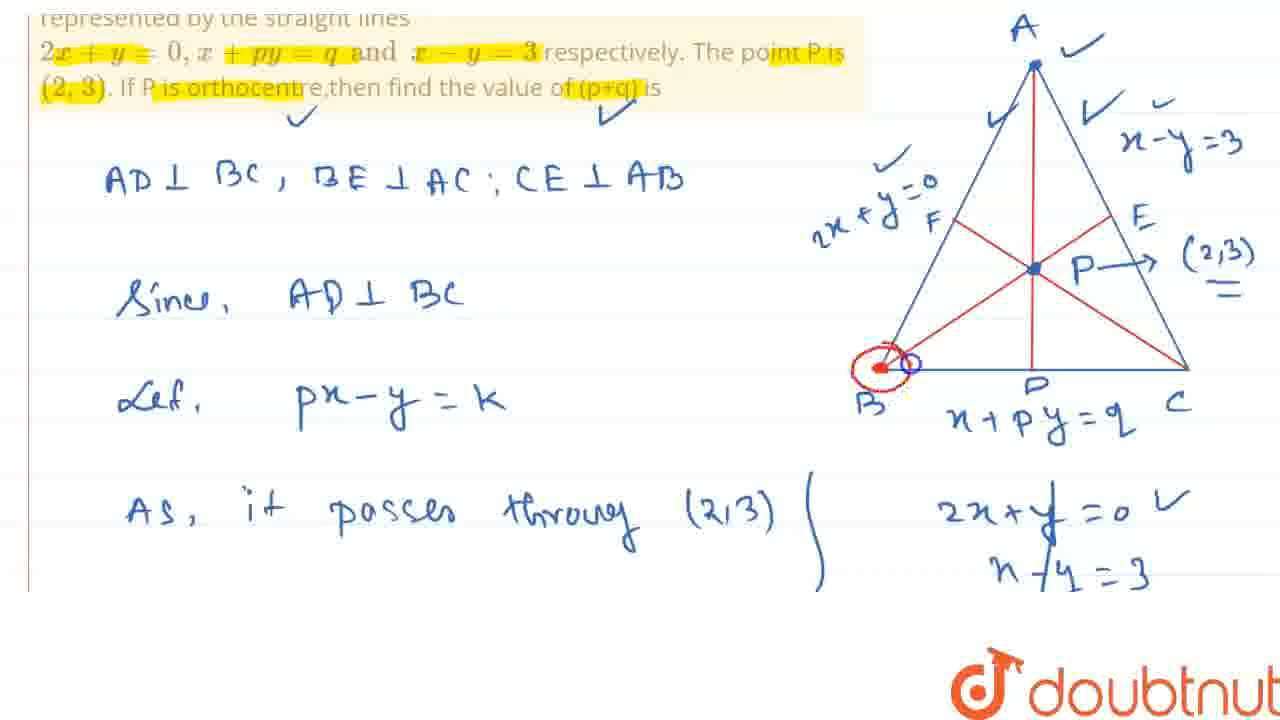 represented by the straight lines
2x + y = 0, x + py = q and x − y = 3 respectively. The point P is
(2, 3). If P is orthocentre,then find the value of (p+q) is
AD ⊥ BC, BE ⊥ AC ; CE ⊥ AB
Since, AD ⊥ BC
Let, px - y = k
As, it passes throug (2,3)
A
x - y = 3
2x + y = 0
F
E
P → (2,3)
B
D
C
x + py = q
2x + y = 0
x - y = 3
doubtnut